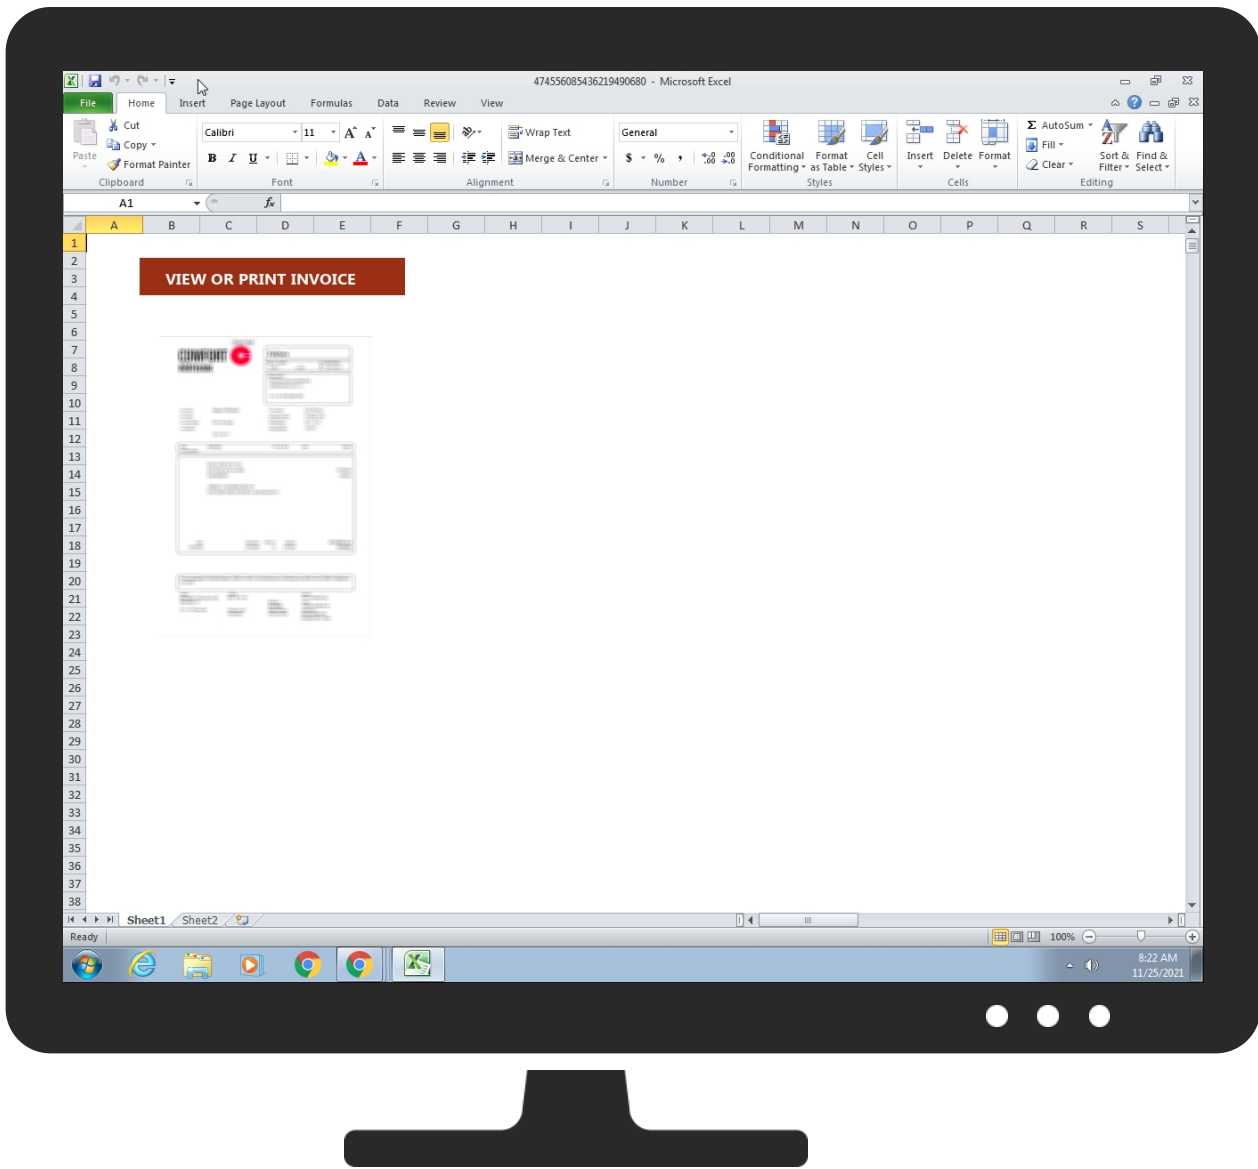 474556085436219490680 - Microsoft Excel
File Home Insert Page Layout Formulas Data Review View
Paste
Cut
Copy
Format Painter
Clipboard
Calibri 11 A A
B I U A
Font
Wrap Text
Merge & Center
Alignment
General
$ % , .0 .00 .00 .0
Number
Conditional Formatting
Format as Table
Cell Styles
Styles
Insert Delete Format
Cells
Σ AutoSum
Fill
Clear
Sort & Filter
Find & Select
Editing
A1 fx
A B C D E F G H I J K L M N O P Q R S
1
2
3
4
5
6
7
8
9
10
11
12
13
14
15
16
17
18
19
20
21
22
23
24
25
26
27
28
29
30
31
32
33
34
35
36
37
38
VIEW OR PRINT INVOICE
Sheet1 Sheet2
Ready 100%
8:22 AM
11/25/2021